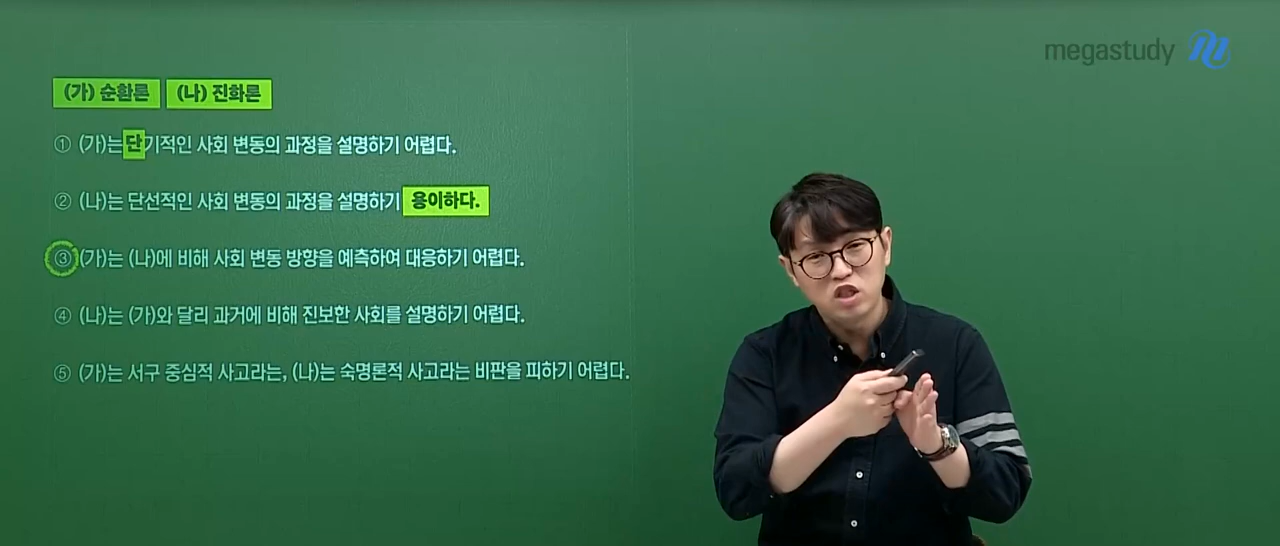 megastudy
(가) 순환론 (나) 진화론
① (가)는 단기적인 사회 변동의 과정을 설명하기 어렵다.
② (나)는 단선적인 사회 변동의 과정을 설명하기 용이하다.
③ (가)는 (나)에 비해 사회 변동 방향을 예측하여 대응하기 어렵다.
④ (나)는 (가)와 달리 과거에 비해 진보한 사회를 설명하기 어렵다.
⑤ (가)는 서구 중심적 사고라는, (나)는 숙명론적 사고라는 비판을 피하기 어렵다.